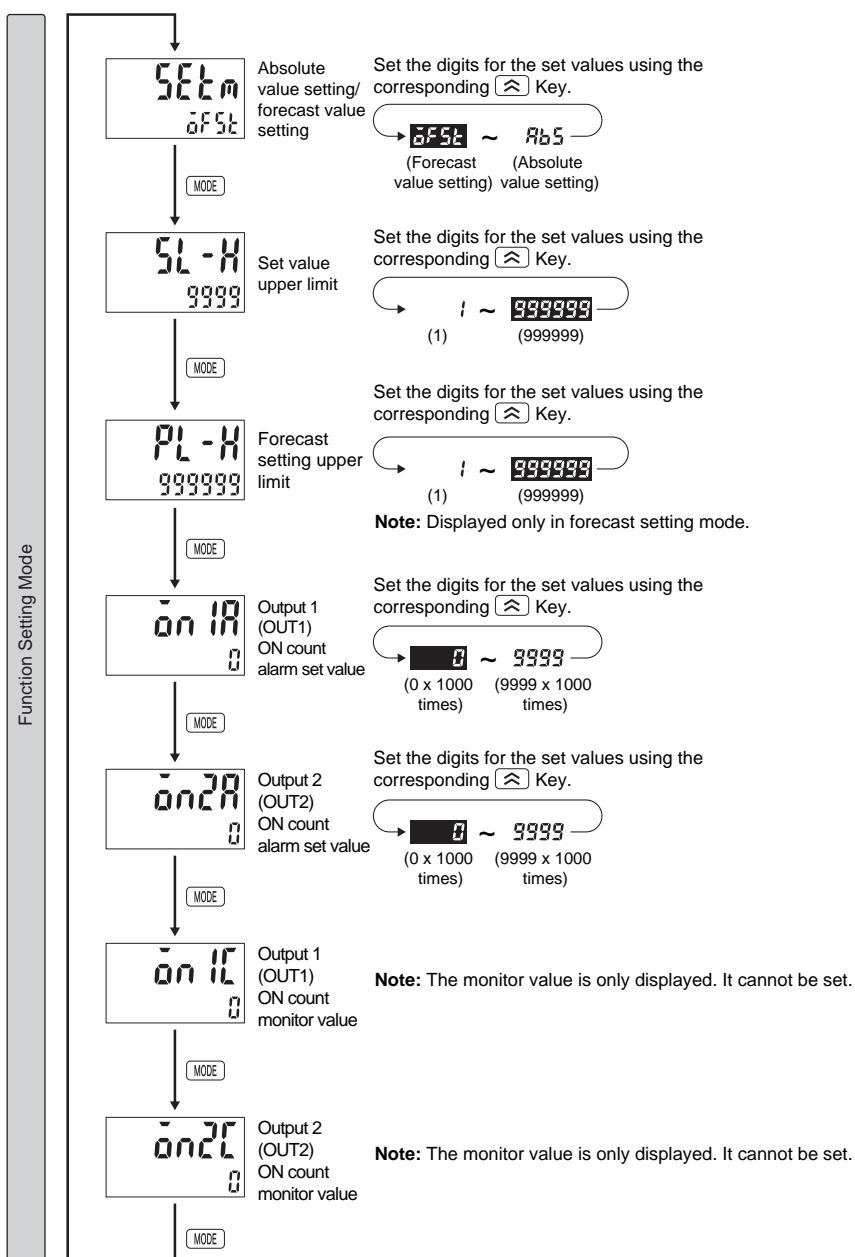 Function Setting Mode
SEtm
oFSt
Absolute
value setting/
forecast value
setting
Set the digits for the set values using the
corresponding Key.
oFSt ~ AbS
(Forecast
value setting)
(Absolute
value setting)
MODE
SL-H
9999
Set value
upper limit
Set the digits for the set values using the
corresponding Key.
1 ~ 999999
(1)
(999999)
MODE
PL-H
999999
Forecast
setting upper
limit
Set the digits for the set values using the
corresponding Key.
1 ~ 999999
(1)
(999999)
Note: Displayed only in forecast setting mode.
MODE
on1A
0
Output 1
(OUT1)
ON count
alarm set value
Set the digits for the set values using the
corresponding Key.
0 ~ 9999
(0 x 1000
times)
(9999 x 1000
times)
MODE
on2A
0
Output 2
(OUT2)
ON count
alarm set value
Set the digits for the set values using the
corresponding Key.
0 ~ 9999
(0 x 1000
times)
(9999 x 1000
times)
MODE
on1C
0
Output 1
(OUT1)
ON count
monitor value
Note: The monitor value is only displayed. It cannot be set.
MODE
on2C
0
Output 2
(OUT2)
ON count
monitor value
Note: The monitor value is only displayed. It cannot be set.
MODE